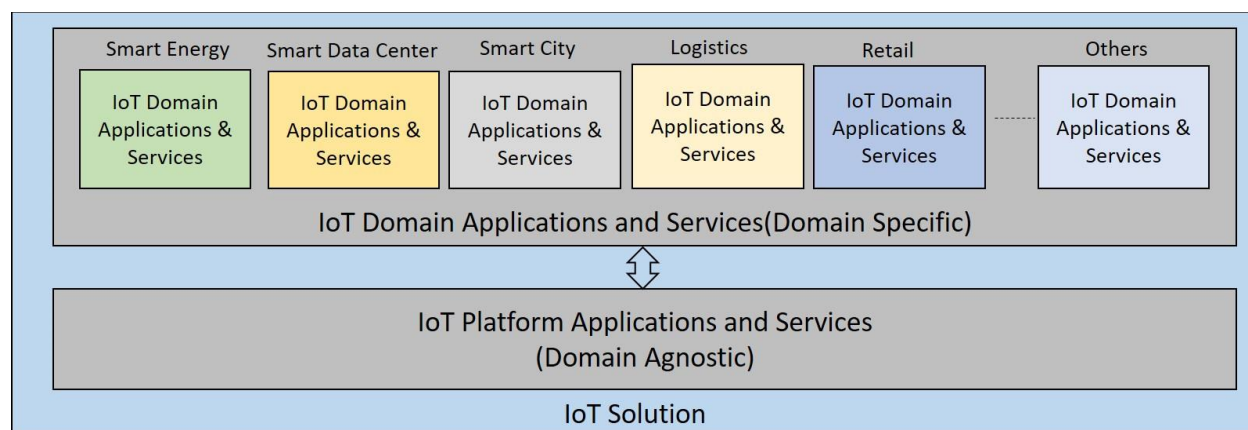 Smart Energy
Smart Data Center
Smart City
Logistics
Retail
Others
IoT Domain
Applications &
Services
IoT Domain
Applications &
Services
IoT Domain
Applications &
Services
IoT Domain
Applications &
Services
IoT Domain
Applications &
Services
IoT Domain
Applications &
Services
IoT Domain Applications and Services(Domain Specific)
IoT Platform Applications and Services
(Domain Agnostic)
IoT Solution